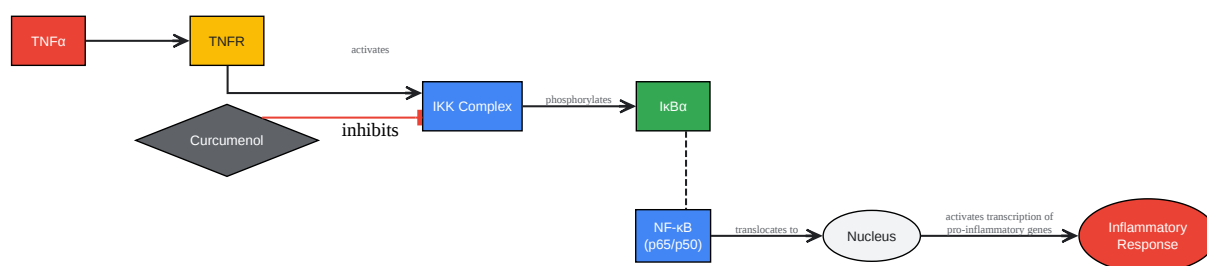 TNFα
TNFR
activates
IKK Complex
phosphorylates
IκBα
Curcumenol
inhibits
NF-κB
(p65/p50)
translocates to
Nucleus
activates transcription of
pro-inflammatory genes
Inflammatory
Response